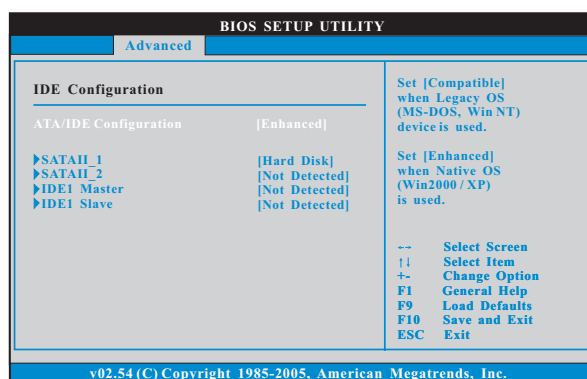 BIOS SETUP UTILITY
Advanced
IDE Configuration
ATA/IDE Configuration [Enhanced]
SATAII_1 [Hard Disk]
SATAII_2 [Not Detected]
IDE1 Master [Not Detected]
IDE1 Slave [Not Detected]
Set [Compatible]
when Legacy OS
(MS-DOS, Win NT)
device is used.
Set [Enhanced]
when Native OS
(Win2000 / XP)
is used.
←→ Select Screen
↑↓ Select Item
+- Change Option
F1 General Help
F9 Load Defaults
F10 Save and Exit
ESC Exit
v02.54 (C) Copyright 1985-2005, American Megatrends, Inc.